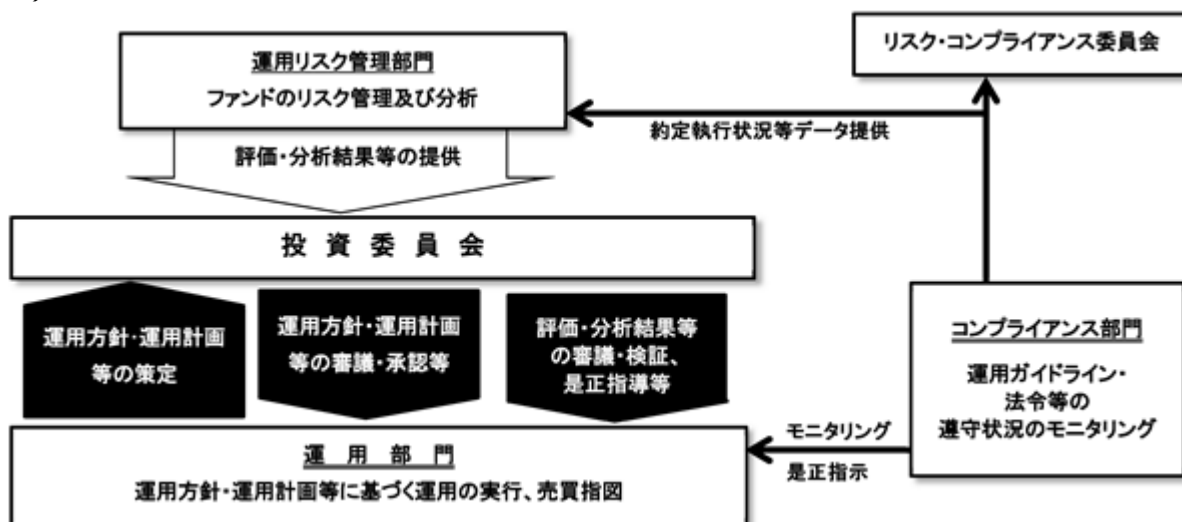 リスク・コンプライアンス委員会
運用リスク管理部門
ファンドのリスク管理及び分析
約定執行状況等データ提供
評価・分析結果等の提供
投 資 委 員 会
運用方針・運用計画
等の策定
運用方針・運用計画
等の審議・承認等
評価・分析結果等
の審議・検証、
是正指導等
コンプライアンス部門
運用ガイドライン・
法令等の
遵守状況のモニタリング
モニタリング
是正指示
運 用 部 門
運用方針・運用計画等に基づく運用の実行、売買指図